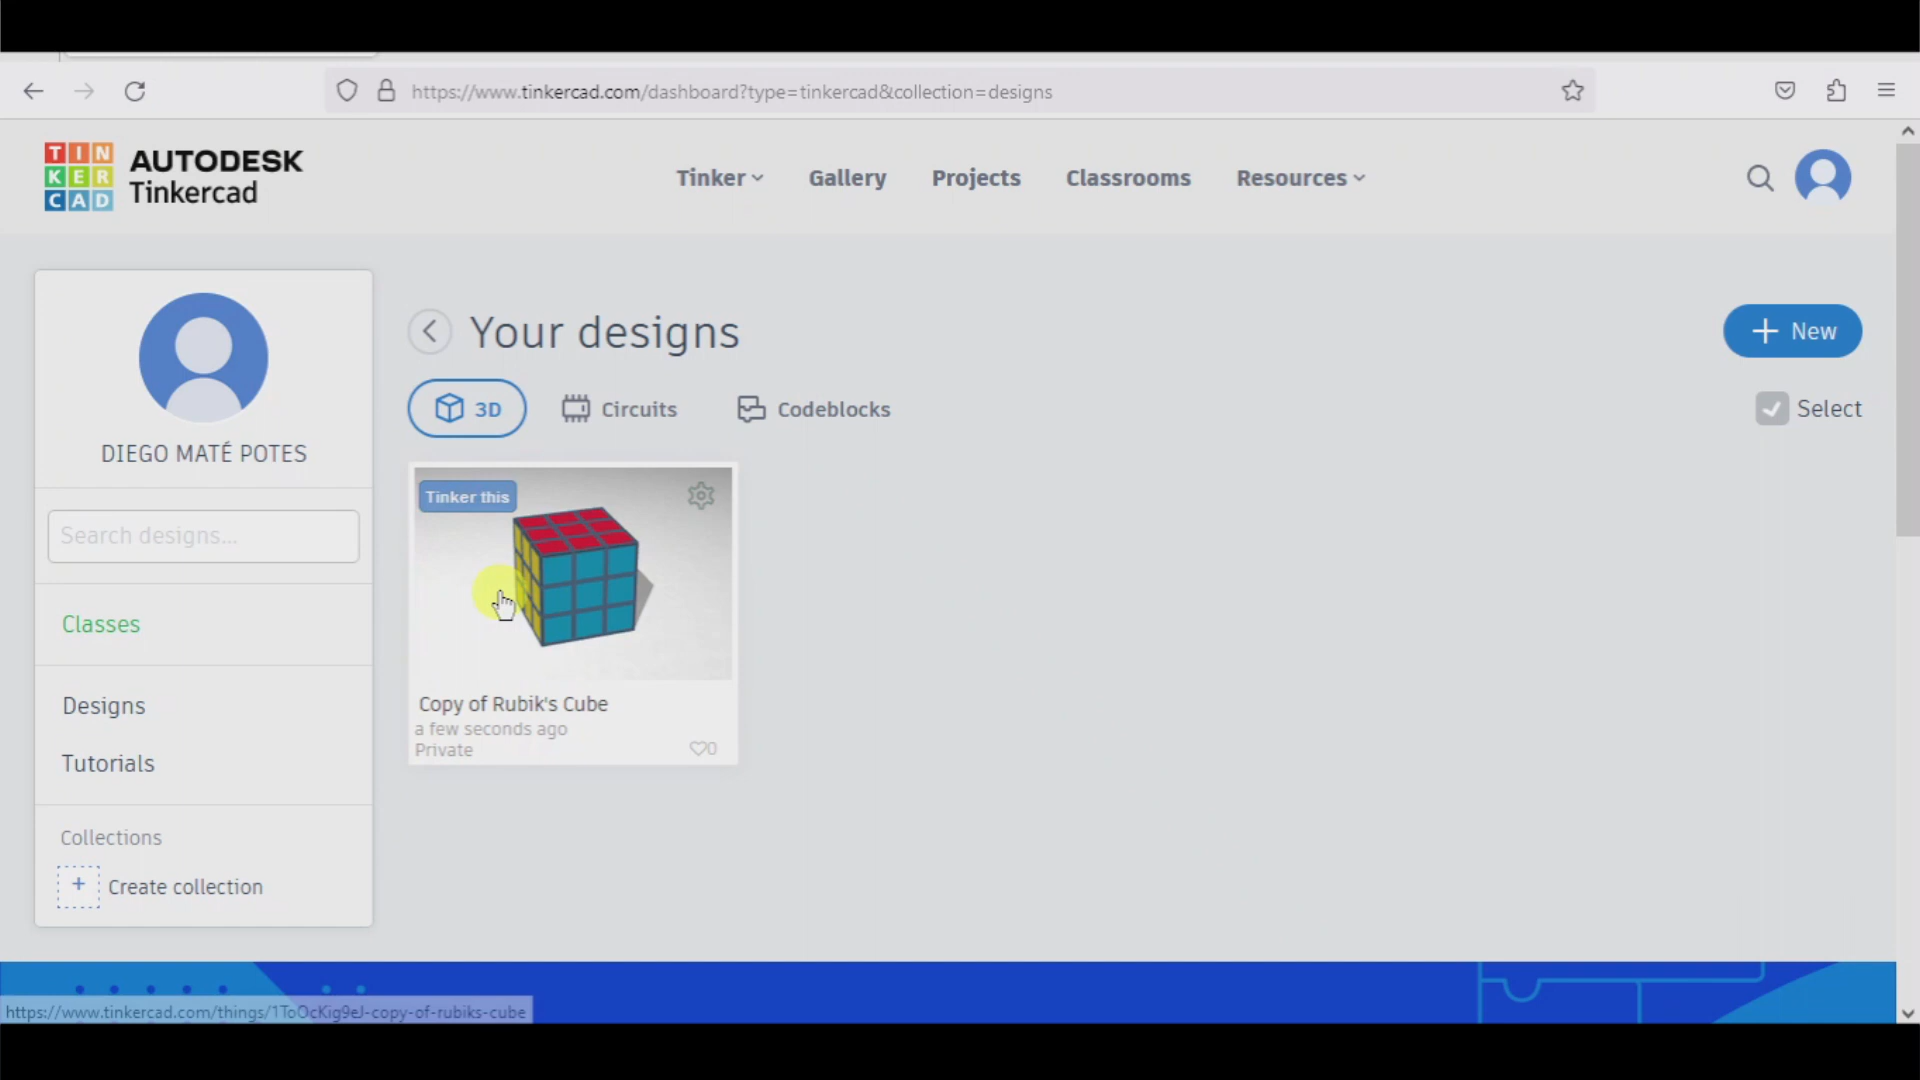 https://www.tinkercad.com/dashboard?type=tinkercad&collection=designs
TIN
KER
CAD
AUTODESK
Tinkercad
Tinker
Gallery
Projects
Classrooms
Resources
DIEGO MATÉ POTES
Search designs...
Classes
Designs
Tutorials
Collections
+ Create collection
Your designs
+ New
3D
Circuits
Codeblocks
Select
Tinker this
Copy of Rubik's Cube
a few seconds ago
Private
0
https://www.tinkercad.com/things/1ToOcKig9eJ-copy-of-rubiks-cube